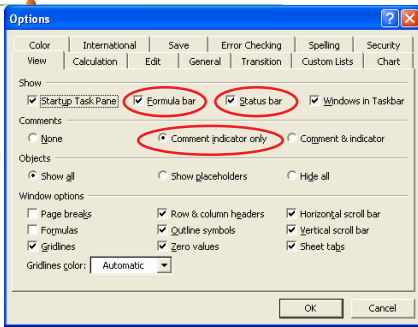 Options
Color International Save Error Checking Spelling Security
View Calculation Edit General Transition Custom Lists Chart
Show
Startup Task Pane Formula bar Status bar Windows in Taskbar
Comments
None Comment indicator only Comment & indicator
Objects
Show all Show placeholders Hide all
Window options
Page breaks Row & column headers Horizontal scroll bar
Formulas Outline symbols Vertical scroll bar
Gridlines Zero values Sheet tabs
Gridlines color: Automatic
OK Cancel